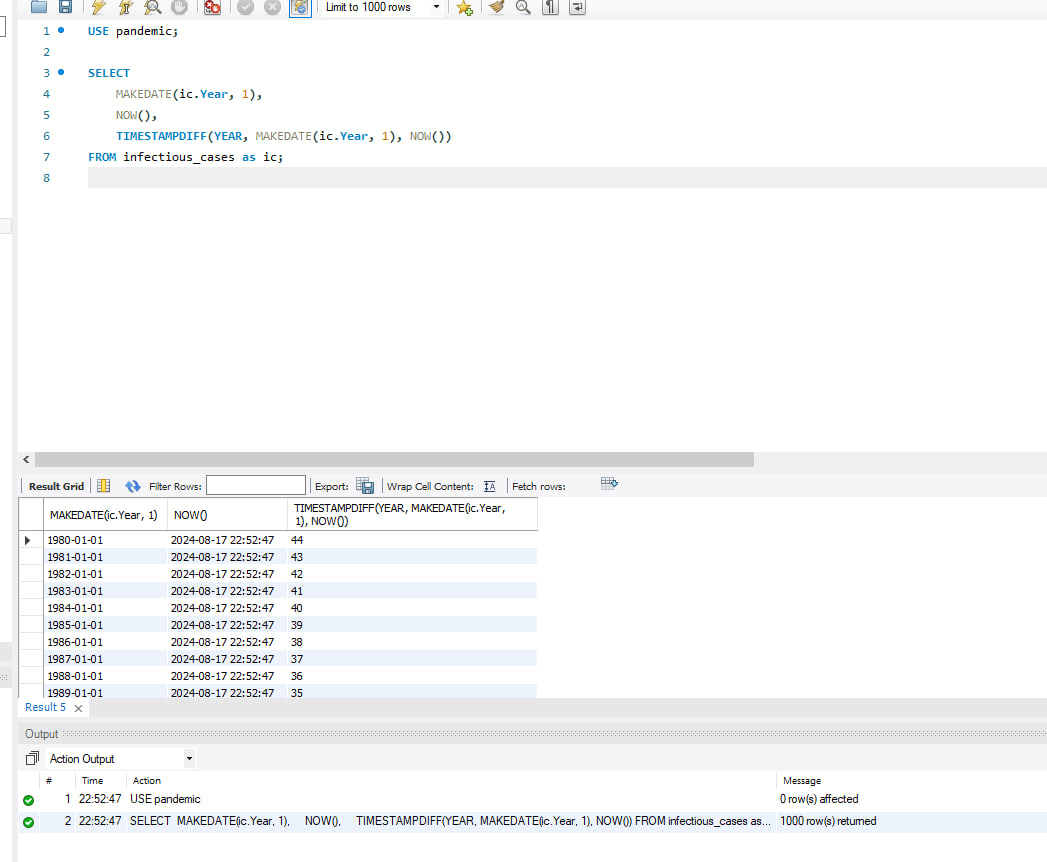 Limit to 1000 rows
1 USE pandemic;
2
3 SELECT
4 MAKEDATE(ic.Year, 1),
5 NOW(),
6 TIMESTAMPDIFF(YEAR, MAKEDATE(ic.Year, 1), NOW())
7 FROM infectious_cases as ic;
8
Result Grid Filter Rows: Export: Wrap Cell Content: Fetch rows:
MAKEDATE(ic.Year, 1) NOW() TIMESTAMPDIFF(YEAR, MAKEDATE(ic.Year,
1), NOW())
1980-01-01 2024-08-17 22:52:47 44
1981-01-01 2024-08-17 22:52:47 43
1982-01-01 2024-08-17 22:52:47 42
1983-01-01 2024-08-17 22:52:47 41
1984-01-01 2024-08-17 22:52:47 40
1985-01-01 2024-08-17 22:52:47 39
1986-01-01 2024-08-17 22:52:47 38
1987-01-01 2024-08-17 22:52:47 37
1988-01-01 2024-08-17 22:52:47 36
1989-01-01 2024-08-17 22:52:47 35
Result 5
Output
Action Output
# Time Action Message
1 22:52:47 USE pandemic 0 row(s) affected
2 22:52:47 SELECT MAKEDATE(ic.Year, 1), NOW(), TIMESTAMPDIFF(YEAR, MAKEDATE(ic.Year, 1), NOW()) FROM infectious_cases as... 1000 row(s) returned